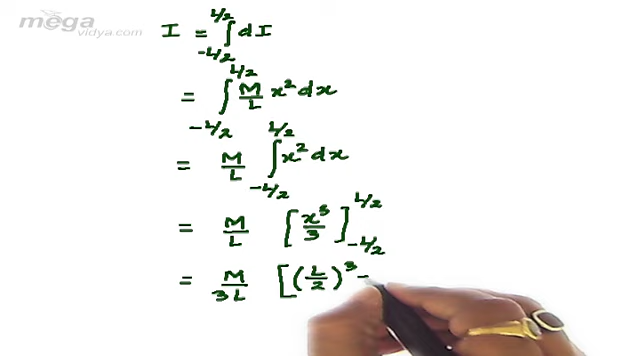 mega
vidya.com
I = ∫_{-L/2}^{L/2} dI
= ∫_{-L/2}^{L/2} M/L x² dx
= M/L ∫_{-L/2}^{L/2} x² dx
= M/L [x³/3]_{-L/2}^{L/2}
= M/3L [(L/2)³ -